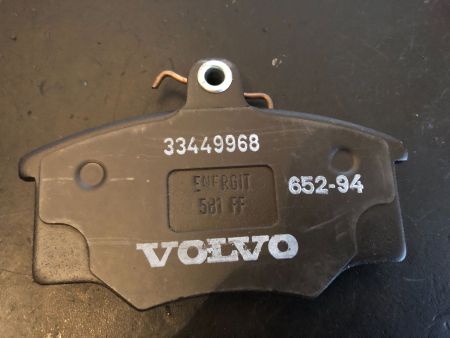 33449968
ENERGIT
581 FF
652-94
VOLVO